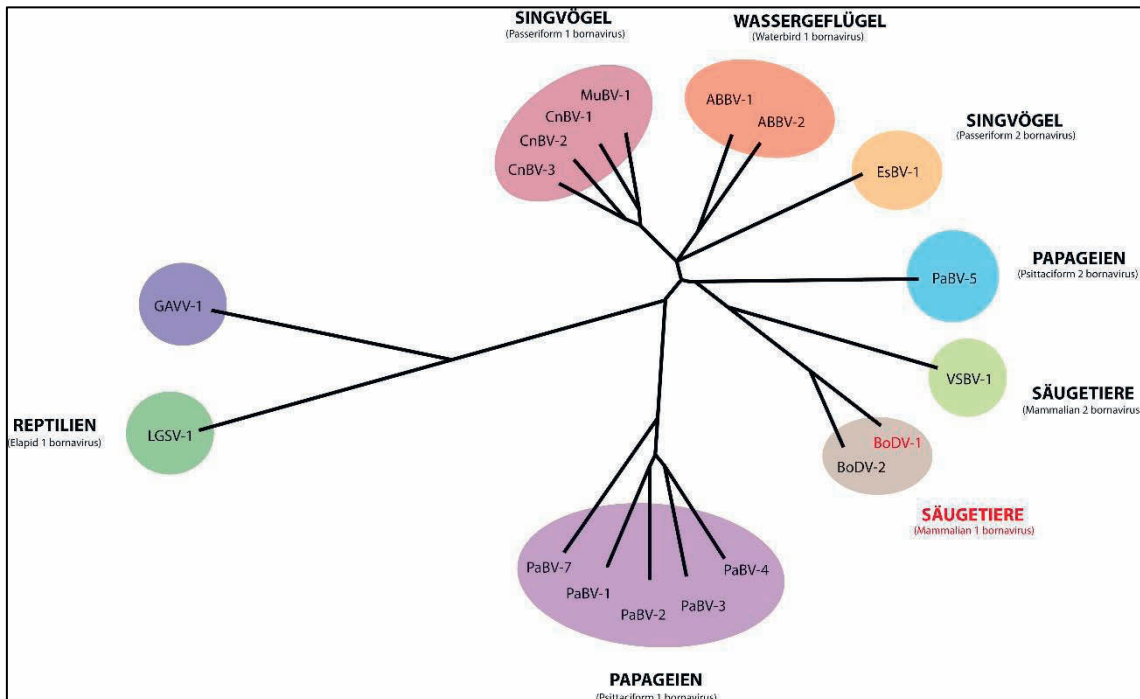 SINGVÖGEL
(Passeriform 1 bornavirus)
WASSERGEFLÜGEL
(Waterbird 1 bornavirus)
MuBV-1
CnBV-1
CnBV-2
CnBV-3
ABBV-1
ABBV-2
SINGVÖGEL
(Passeriform 2 bornavirus)
EsBV-1
PAPAGEIEN
(Psittaciform 2 bornavirus)
PaBV-5
GAVV-1
VSBV-1
SÄUGETIERE
(Mammalian 2 bornavirus)
REPTILIEN
(Elapid 1 bornavirus)
LGSV-1
BoDV-1
BoDV-2
SÄUGETIERE
(Mammalian 1 bornavirus)
PaBV-7
PaBV-1
PaBV-2
PaBV-3
PaBV-4
PAPAGEIEN
(Psittaciform 1 bornavirus)